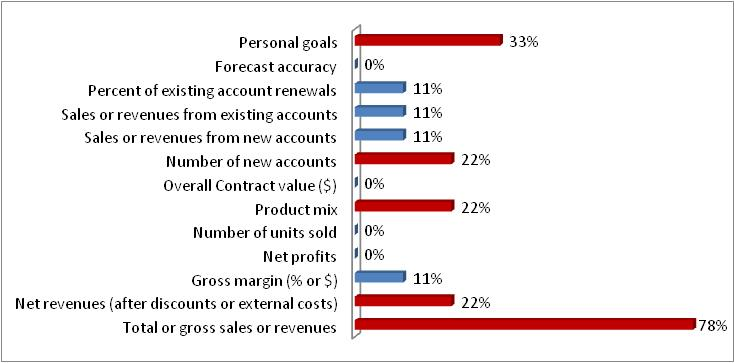 Personal goals 33%
Forecast accuracy 0%
Percent of existing account renewals 11%
Sales or revenues from existing accounts 11%
Sales or revenues from new accounts 11%
Number of new accounts 22%
Overall Contract value ($) 0%
Product mix 22%
Number of units sold 0%
Net profits 0%
Gross margin (% or $) 11%
Net revenues (after discounts or external costs) 22%
Total or gross sales or revenues 78%